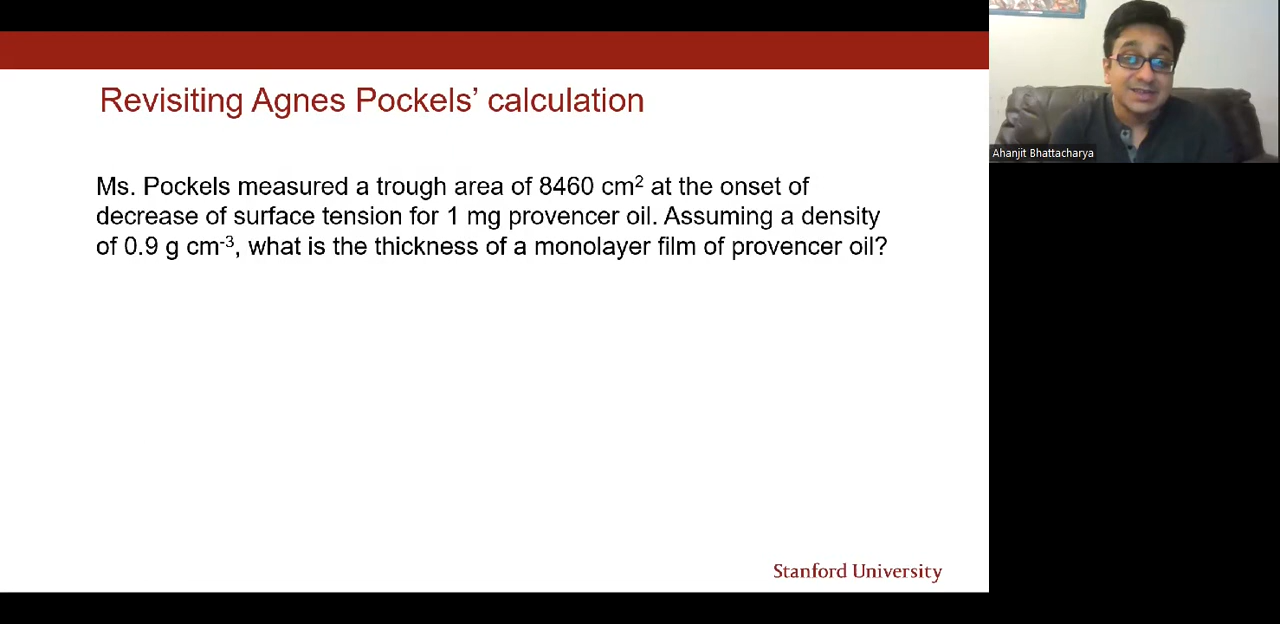 Revisiting Agnes Pockels’ calculation
Ahanjit Bhattacharya
Ms. Pockels measured a trough area of 8460 cm² at the onset of
decrease of surface tension for 1 mg provencer oil. Assuming a density
of 0.9 g cm⁻³, what is the thickness of a monolayer film of provencer oil?
Stanford University